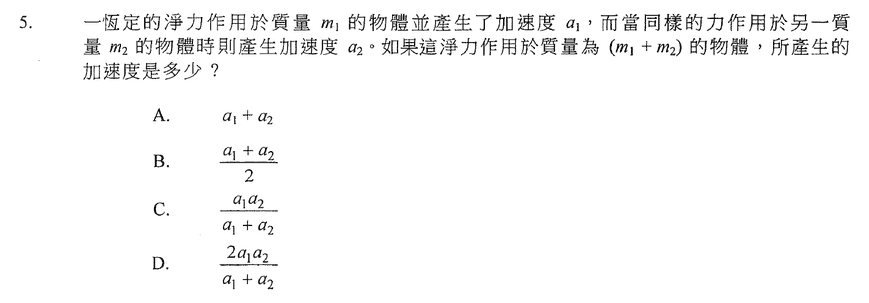 5. 一恆定的淨力作用於質量 m₁ 的物體並產生了加速度 a₁，而當同樣的力作用於另一質
量 m₂ 的物體時則產生加速度 a₂。如果這淨力作用於質量為 (m₁ + m₂) 的物體，所產生的
加速度是多少？
A. a₁ + a₂
B. (a₁ + a₂) / 2
C. a₁a₂ / (a₁ + a₂)
D. 2a₁a₂ / (a₁ + a₂)